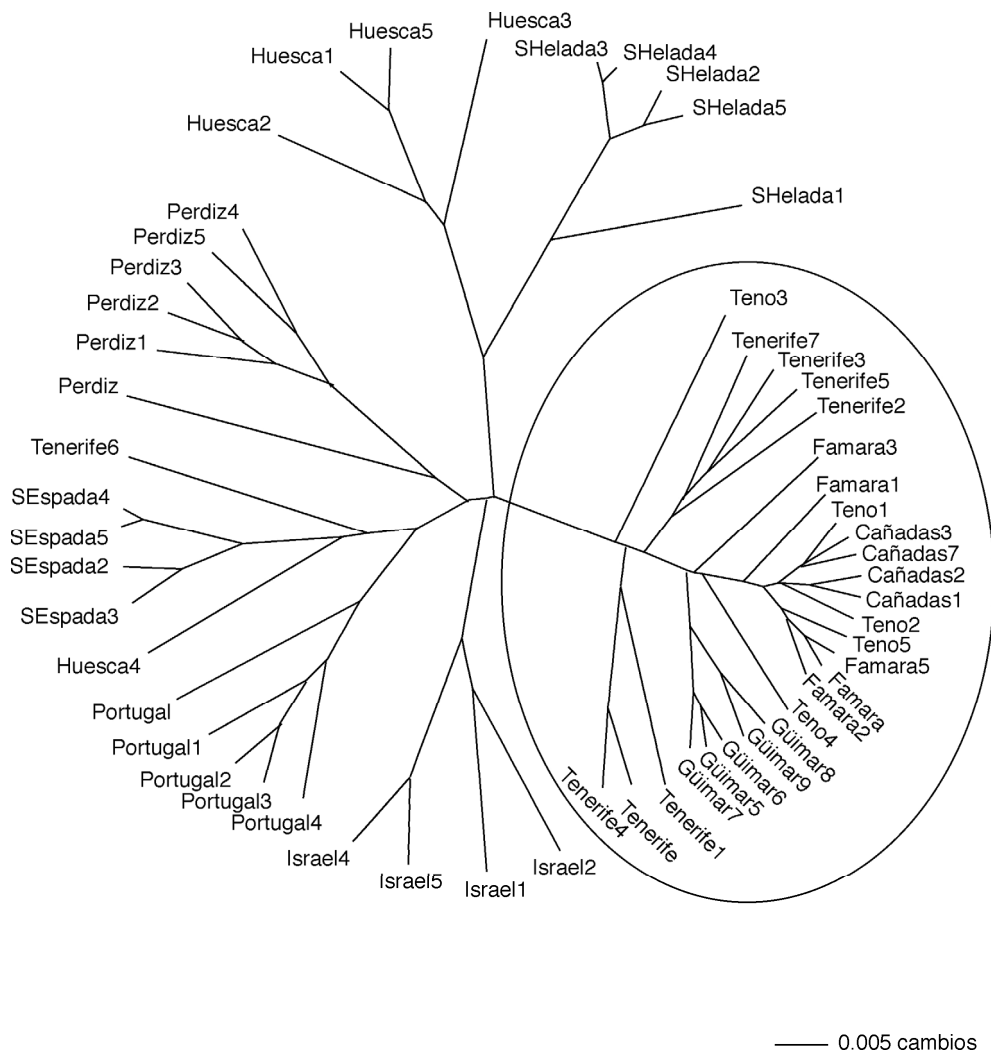 Huesca3
Huesca5
SHelada3
SHelada4
Huesca1
SHelada2
SHelada5
Huesca2
SHelada1
Perdiz4
Perdiz5
Perdiz3
Perdiz2
Teno3
Perdiz1
Tenerife7
Tenerife3
Tenerife5
Perdiz
Tenerife2
Tenerife6
Famara3
Famara1
SEspada4
Teno1
SEspada5
Cañadas3
Cañadas7
SEspada2
Cañadas2
Cañadas1
SEspada3
Teno2
Teno5
Huesca4
Famara5
Famara
Famara2
Portugal
Teno4
Portugal1
Güimar8
Güimar9
Güimar6
Güimar5
Güimar7
Portugal2
Portugal3
Portugal4
Tenerife4
Tenerife
Tenerife1
Israel4
Israel5
Israel1
Israel2
0.005 cambios